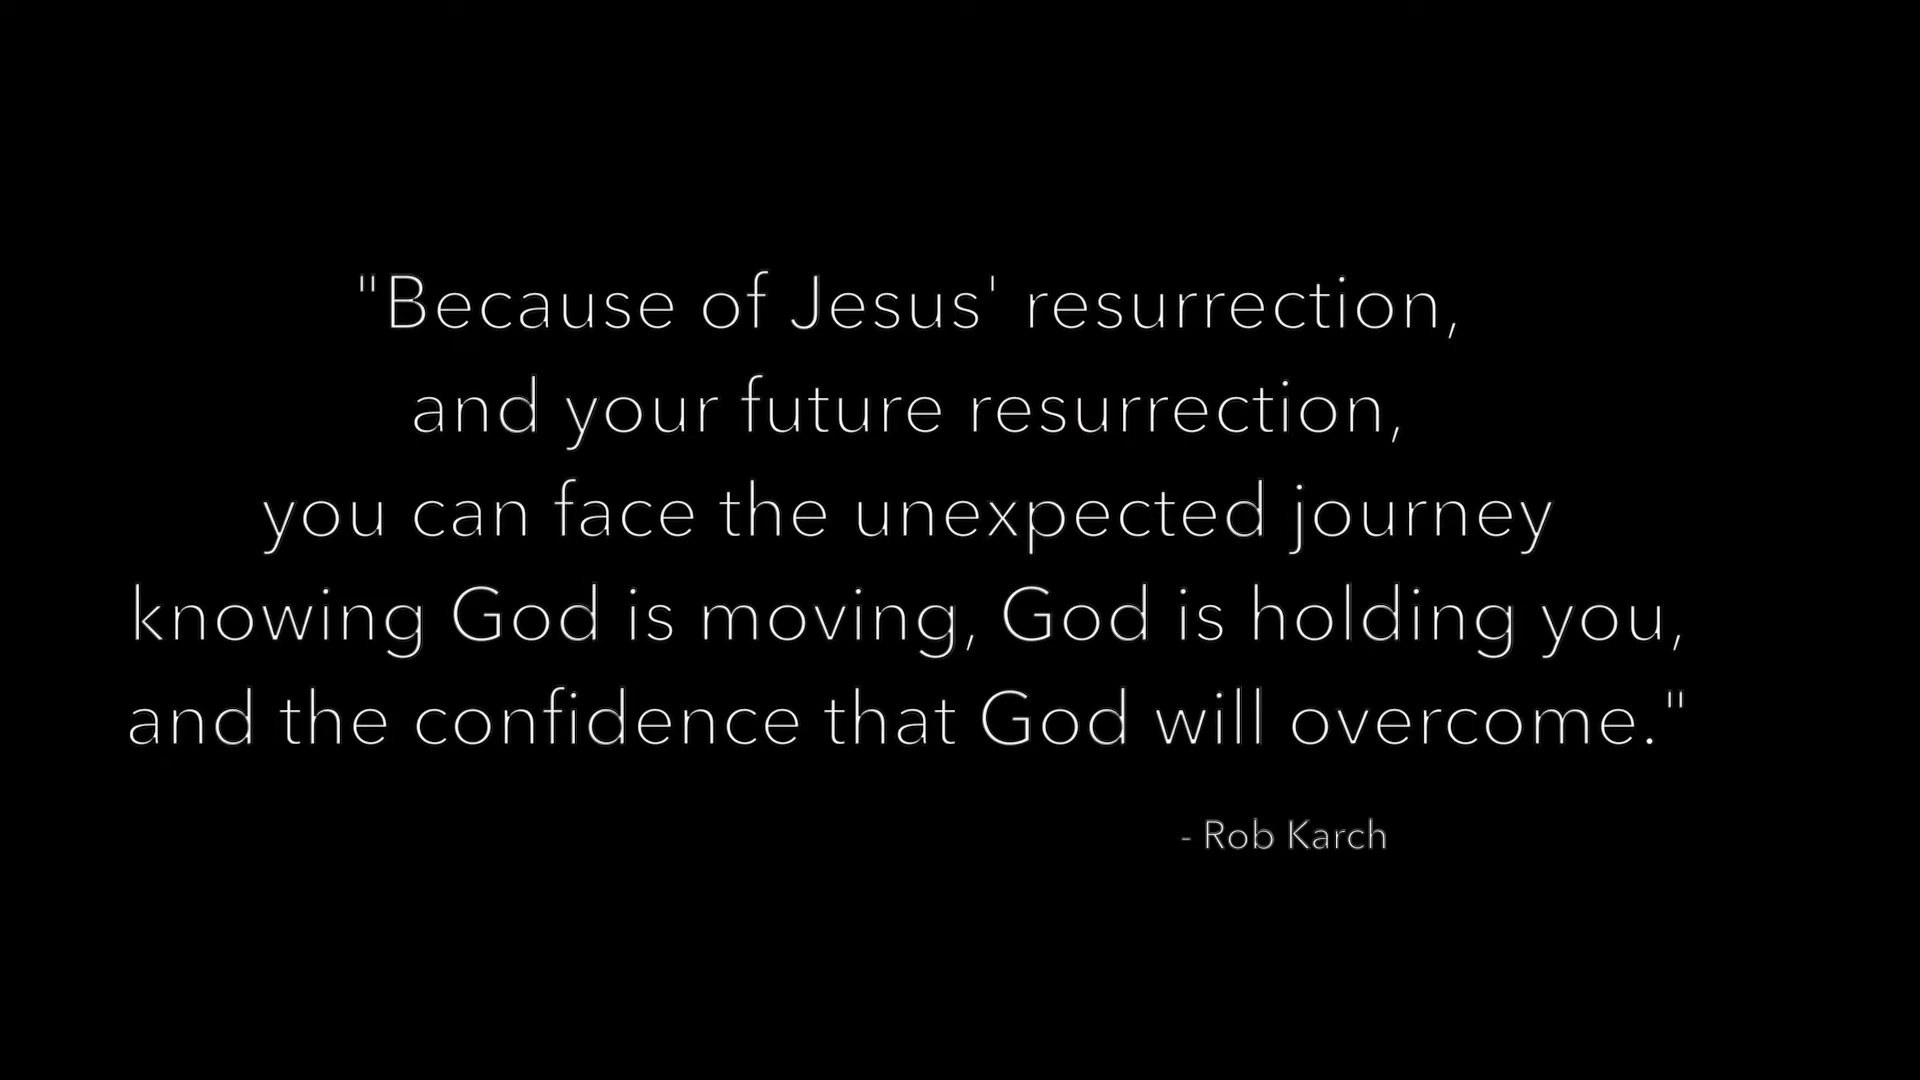 "Because of Jesus' resurrection,
and your future resurrection,
you can face the unexpected journey
knowing God is moving, God is holding you,
and the confidence that God will overcome."
- Rob Karch